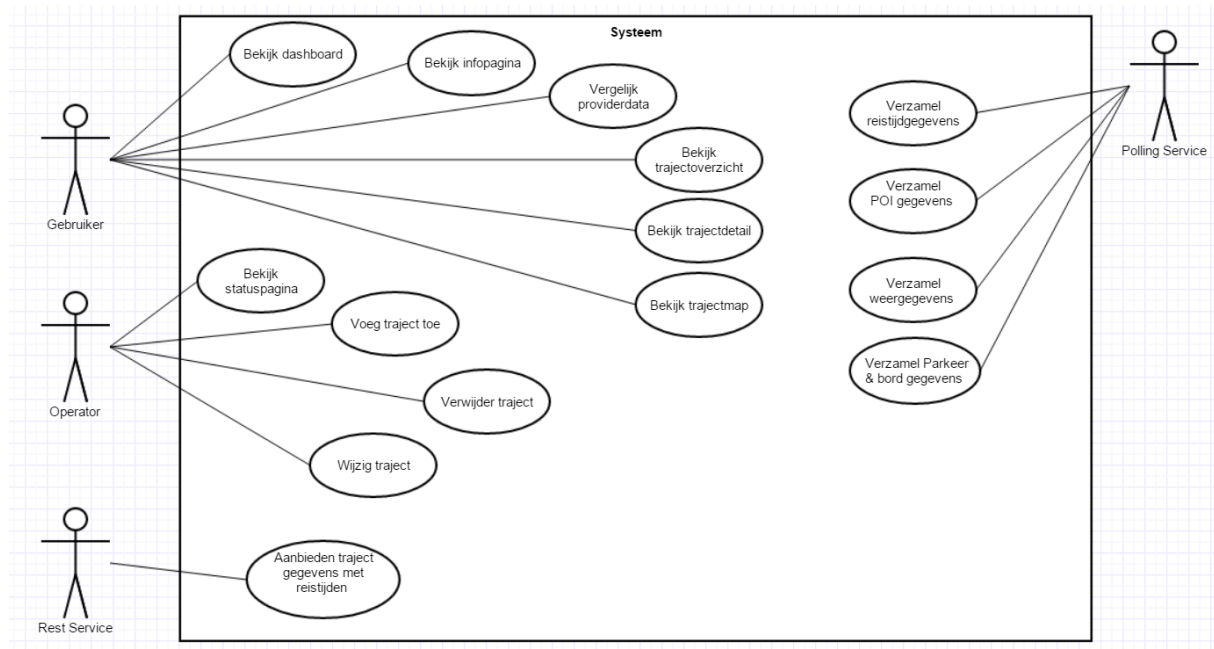 Systeem
Bekijk dashboard
Bekijk infopagina
Vergelijk
providerdata
Bekijk
trajectoverzicht
Bekijk trajectdetail
Bekijk trajectmap
Gebruiker
Bekijk
statuspagina
Voeg traject toe
Verwijder traject
Wijzig traject
Operator
Aanbieden traject
gegevens met
reistijden
Rest Service
Verzamel
reistijdgegevens
Verzamel
POI gegevens
Verzamel
weergegevens
Verzamel Parkeer
& bord gegevens
Polling Service